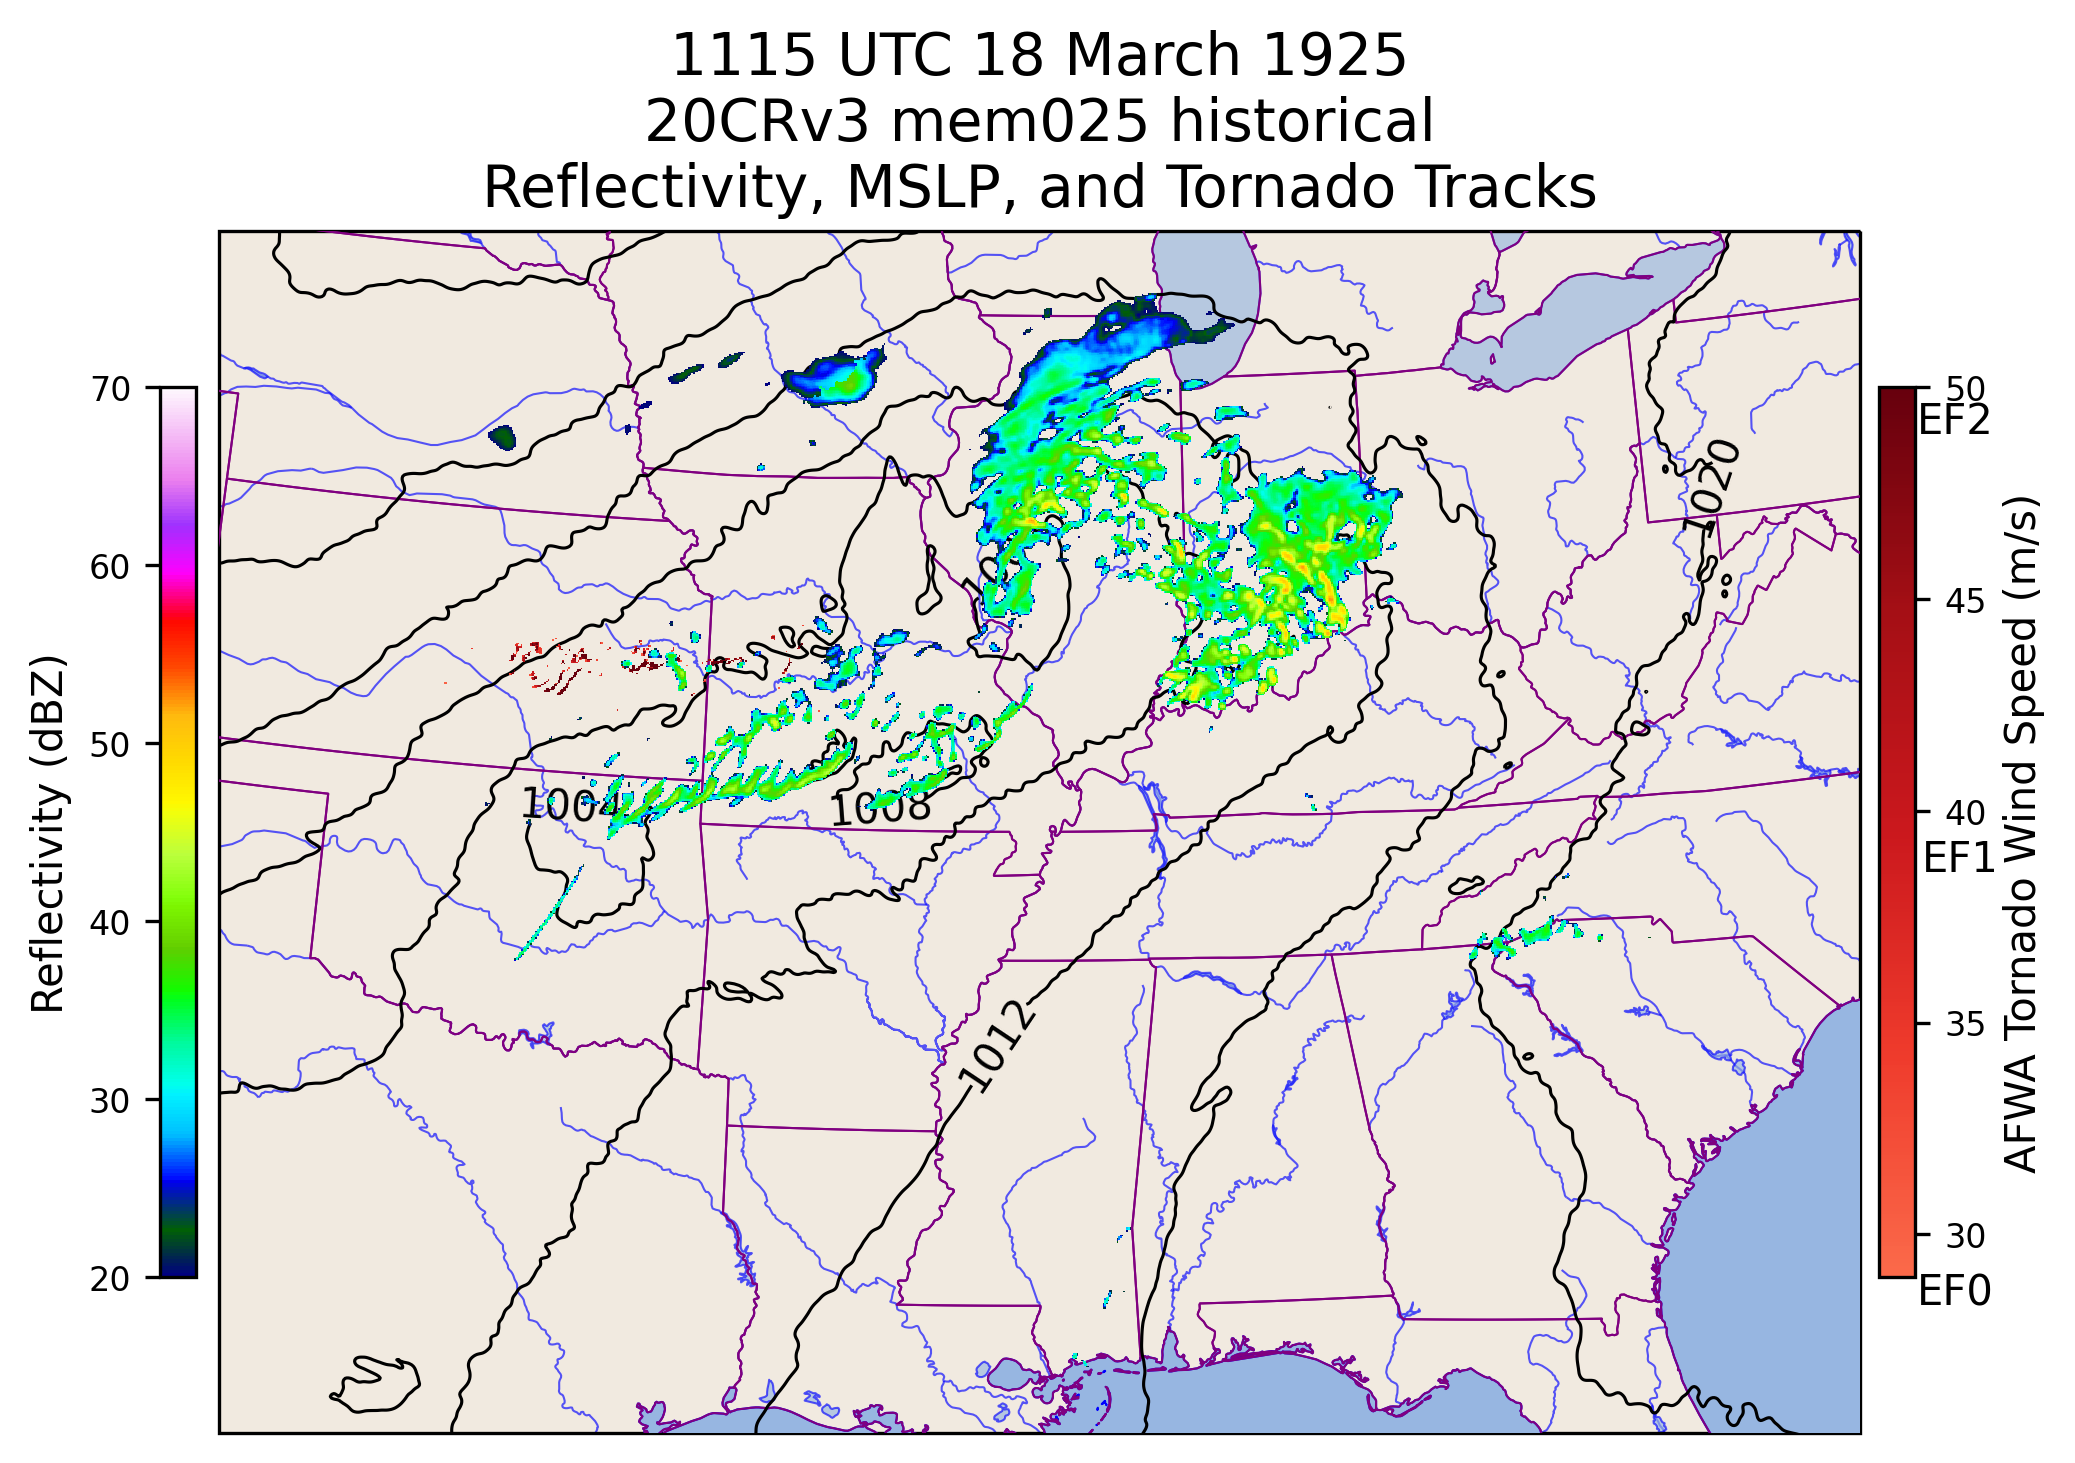 1115 UTC 18 March 1925
20CRv3 mem025 historical
Reflectivity, MSLP, and Tornado Tracks
Reflectivity (dBZ)
70
60
50
40
30
20
1020
1004
1008
1012
50
EF2
45
40
EF1
35
30
EF0
AFWA Tornado Wind Speed (m/s)